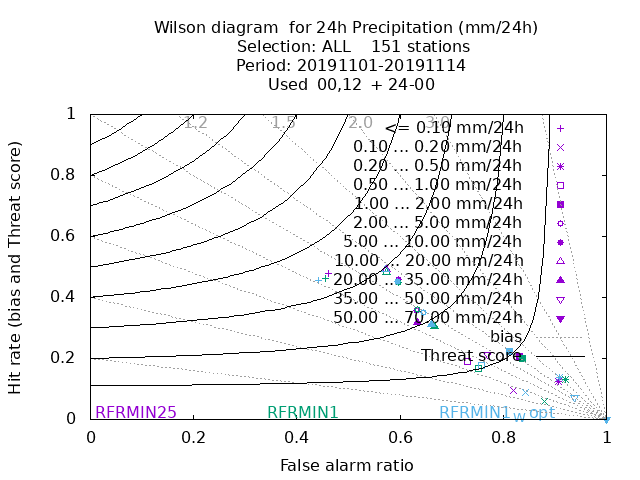 Wilson diagram for 24h Precipitation (mm/24h)
Selection: ALL 151 stations
Period: 20191101-20191114
Used 00,12 + 24-00
Hit rate (bias and Threat score)
1
0.8
0.6
0.4
0.2
0
1.2 1.5 2.0 3.0
<= 0.10 mm/24h
0.10 ... 0.20 mm/24h
0.20 ... 0.50 mm/24h
0.50 ... 1.00 mm/24h
1.00 ... 2.00 mm/24h
2.00 ... 5.00 mm/24h
5.00 ... 10.00 mm/24h
10.00 ... 20.00 mm/24h
20.00 ... 35.00 mm/24h
35.00 ... 50.00 mm/24h
50.00 ... 70.00 mm/24h
bias
Threat score
RFRMIN25 RFRMIN1 RFRMIN1w opt
0 0.2 0.4 0.6 0.8 1
False alarm ratio